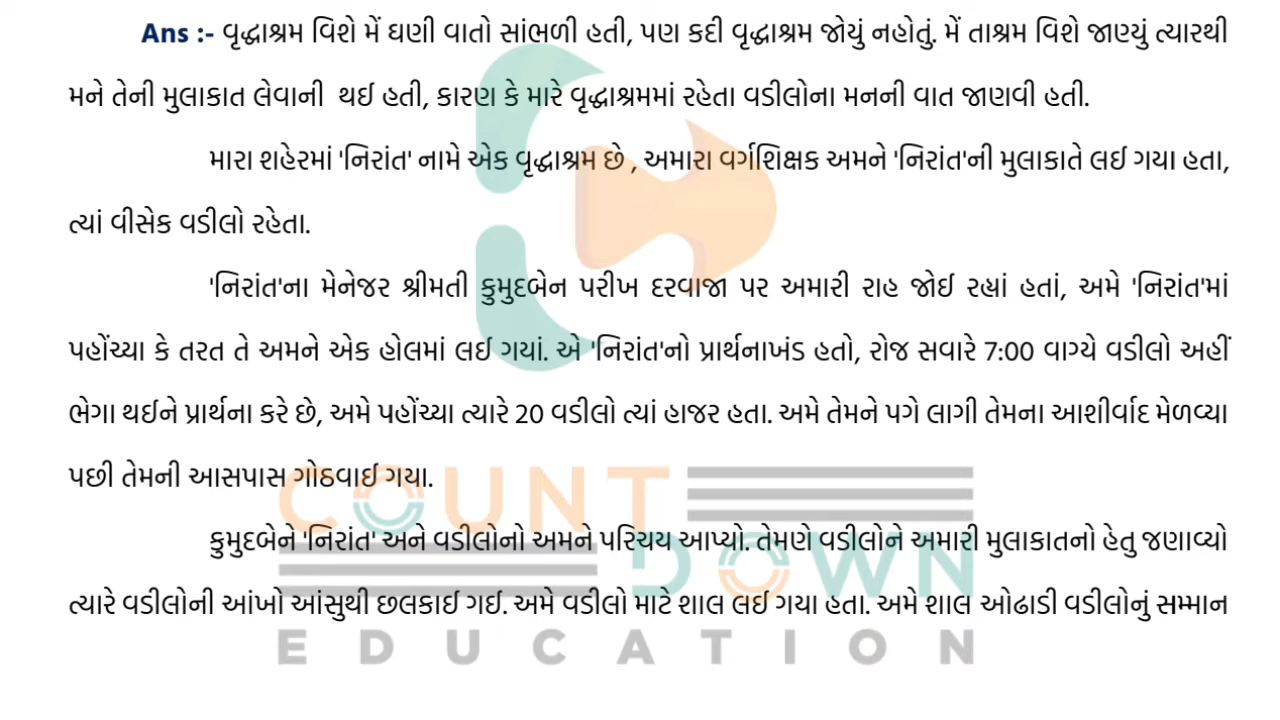 Ans :- વૃદ્ધાશ્રમ વિશે મેં ઘણી વાતો સાંભળી હતી, પણ કદી વૃદ્ધાશ્રમ જોયું નહોતું. મેં તાશ્રમ વિશે જાણ્યું ત્યારથી
મને તેની મુલાકાત લેવાની થઈ હતી, કારણ કે મારે વૃદ્ધાશ્રમમાં રહેતા વડીલોના મનની વાત જાણવી હતી.
મારા શહેરમાં 'નિરાંત' નામે એક વૃદ્ધાશ્રમ છે , અમારા વર્ગશિક્ષક અમને 'નિરાંત'ની મુલાકાતે લઈ ગયા હતા,
ત્યાં વીસેક વડીલો રહેતા.
'નિરાંત'ના મેનેજર શ્રીમતી કુમુદબેન પરીખ દરવાજા પર અમારી રાહ જોઈ રહ્યાં હતાં, અમે 'નિરાંત'માં
પહોંચ્યા કે તરત તે અમને એક હોલમાં લઈ ગયાં. એ 'નિરાંત'નો પ્રાર્થનાખંડ હતો, રોજ સવારે 7:00 વાગ્યે વડીલો અહીં
ભેગા થઈને પ્રાર્થના કરે છે, અમે પહોંચ્યા ત્યારે 20 વડીલો ત્યાં હાજર હતા. અમે તેમને પગે લાગી તેમના આશીર્વાદ મેળવ્યા
પછી તેમની આસપાસ ગોઠવાઈ ગયા.
કુમુદબેને 'નિરાંત' અને વડીલોનો અમને પરિચય આપ્યો. તેમણે વડીલોને અમારી મુલાકાતનો હેતુ જણાવ્યો
ત્યારે વડીલોની આંખો આંસુથી છલકાઈ ગઈ. અમે વડીલો માટે શાલ લઈ ગયા હતા. અમે શાલ ઓઢાડી વડીલોનું સમ્માન
COUNT
DOWN
EDUCATION